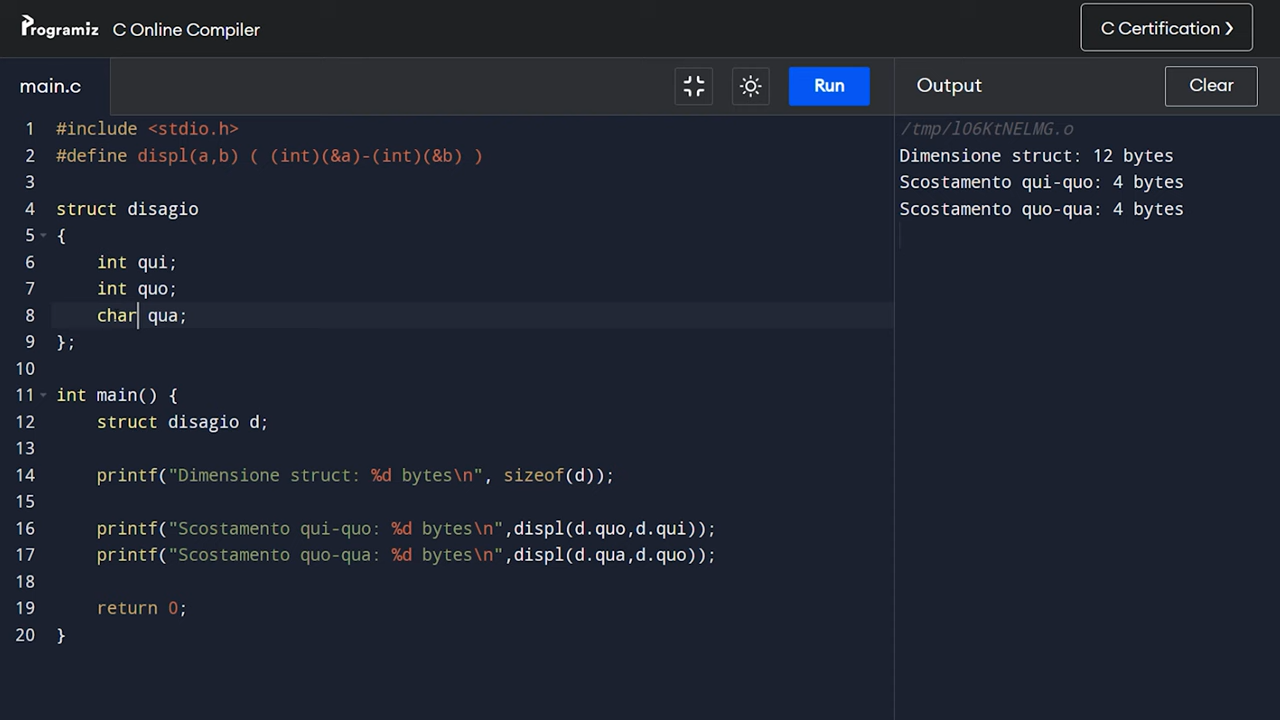 Programiz C Online Compiler C Certification ❯
main.c Run Output Clear
1 #include <stdio.h>
2 #define displ(a,b) ( (int)(&a)-(int)(&b) )
3
4 struct disagio
5 {
6     int qui;
7     int quo;
8     char qua;
9 };
10
11 int main() {
12     struct disagio d;
13
14     printf("Dimensione struct: %d bytes\n", sizeof(d));
15
16     printf("Scostamento qui-quo: %d bytes\n",displ(d.quo,d.qui));
17     printf("Scostamento quo-qua: %d bytes\n",displ(d.qua,d.quo));
18
19     return 0;
20 }
/tmp/lO6KtNELMG.o
Dimensione struct: 12 bytes
Scostamento qui-quo: 4 bytes
Scostamento quo-qua: 4 bytes